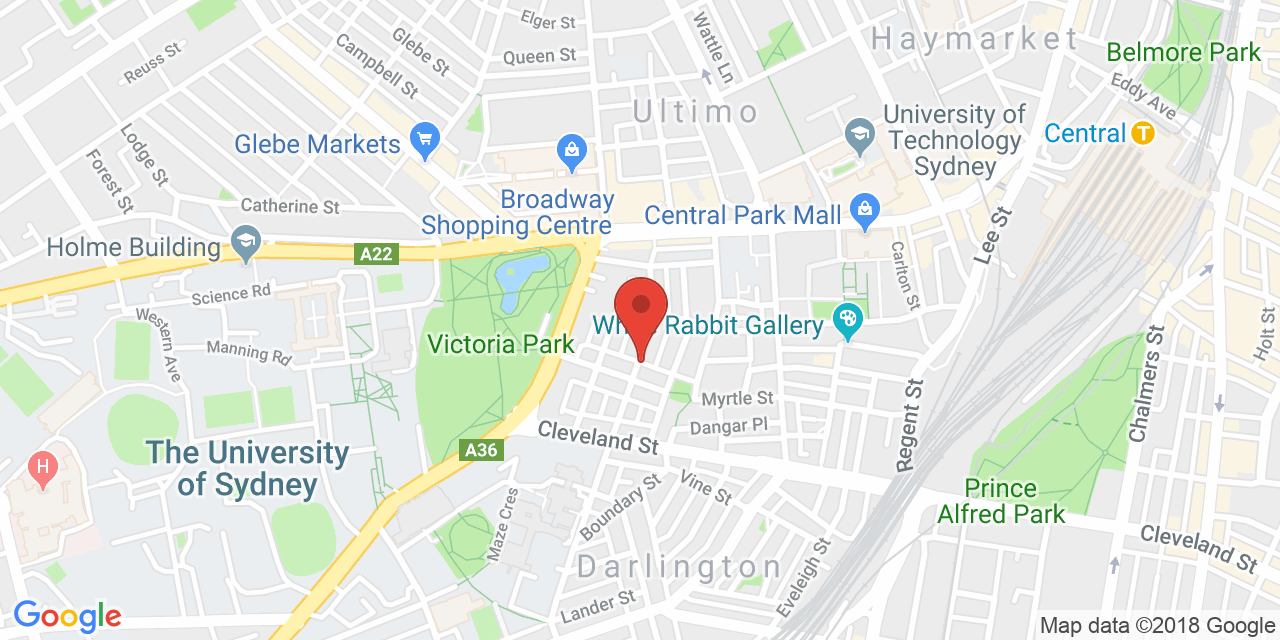 Elger St
Wattle Ln
Haymarket
Belmore Park
Glebe St
Queen St
Reuss St
Campbell St
Eddy Ave
Ultimo
University of
Technology
Sydney
Central
T
Glebe Markets
Lodge St
Forest St
Broadway
Shopping Centre
Central Park Mall
Catherine St
Lee St
Holme Building
A22
Carlton St
Science Rd
Western Ave
Manning Rd
Victoria Park
Rabbit Gallery
Holt St
Chalmers St
Myrtle St
Dangar Pl
Regent St
Cleveland St
A36
The University
of Sydney
H
Vine St
Prince
Alfred Park
Boundary St
Maze Cres
Cleveland St
Darlington
Eveleigh St
Lander St
Google
Map data ©2018 Google